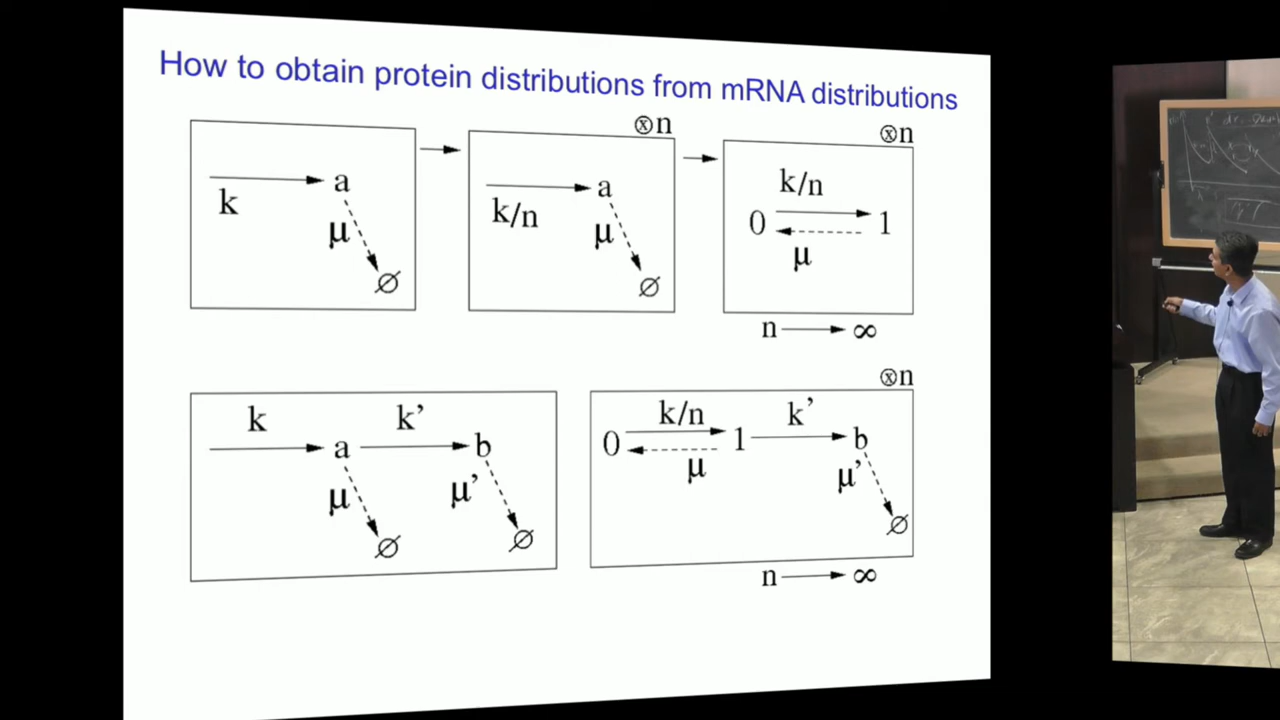 How to obtain protein distributions from mRNA distributions
k
a
μ
∅
⊗n
k/n
a
μ
∅
⊗n
k/n
0
1
μ
n → ∞
k
a
k'
b
μ
μ'
∅
∅
⊗n
k/n
0
1
μ
k'
b
μ'
∅
n → ∞